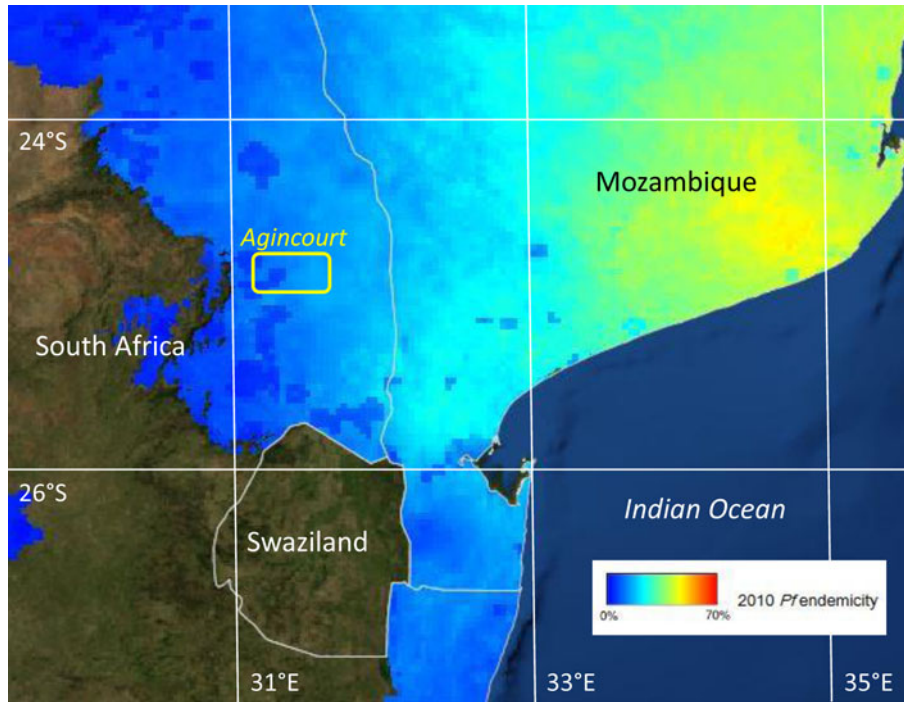 24°S
Mozambique
Agincourt
South Africa
26°S
Indian Ocean
Swaziland
2010 Pf endemicity
0%
70%
31°E
33°E
35°E